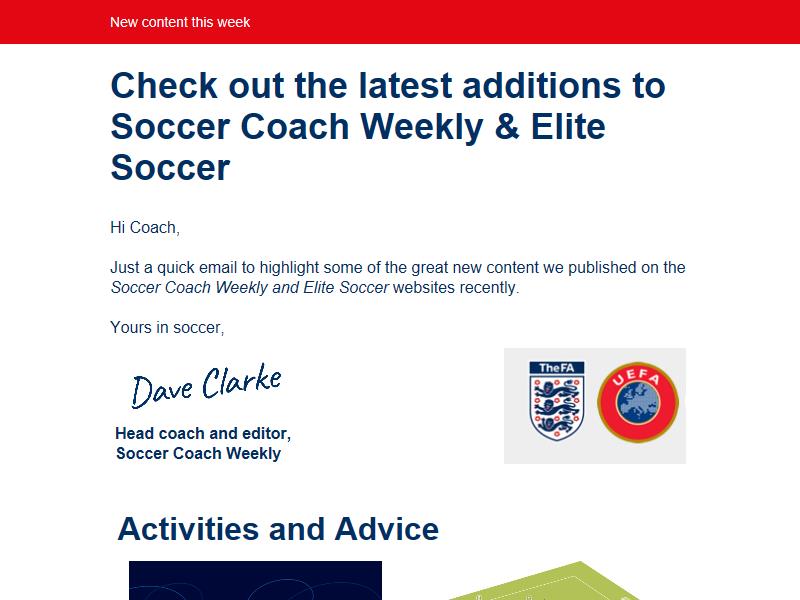 New content this week
Check out the latest additions to
Soccer Coach Weekly & Elite
Soccer
Hi Coach,
Just a quick email to highlight some of the great new content we published on the
Soccer Coach Weekly and Elite Soccer websites recently.
Yours in soccer,
Dave Clarke
TheFA
UEFA
Head coach and editor,
Soccer Coach Weekly
Activities and Advice